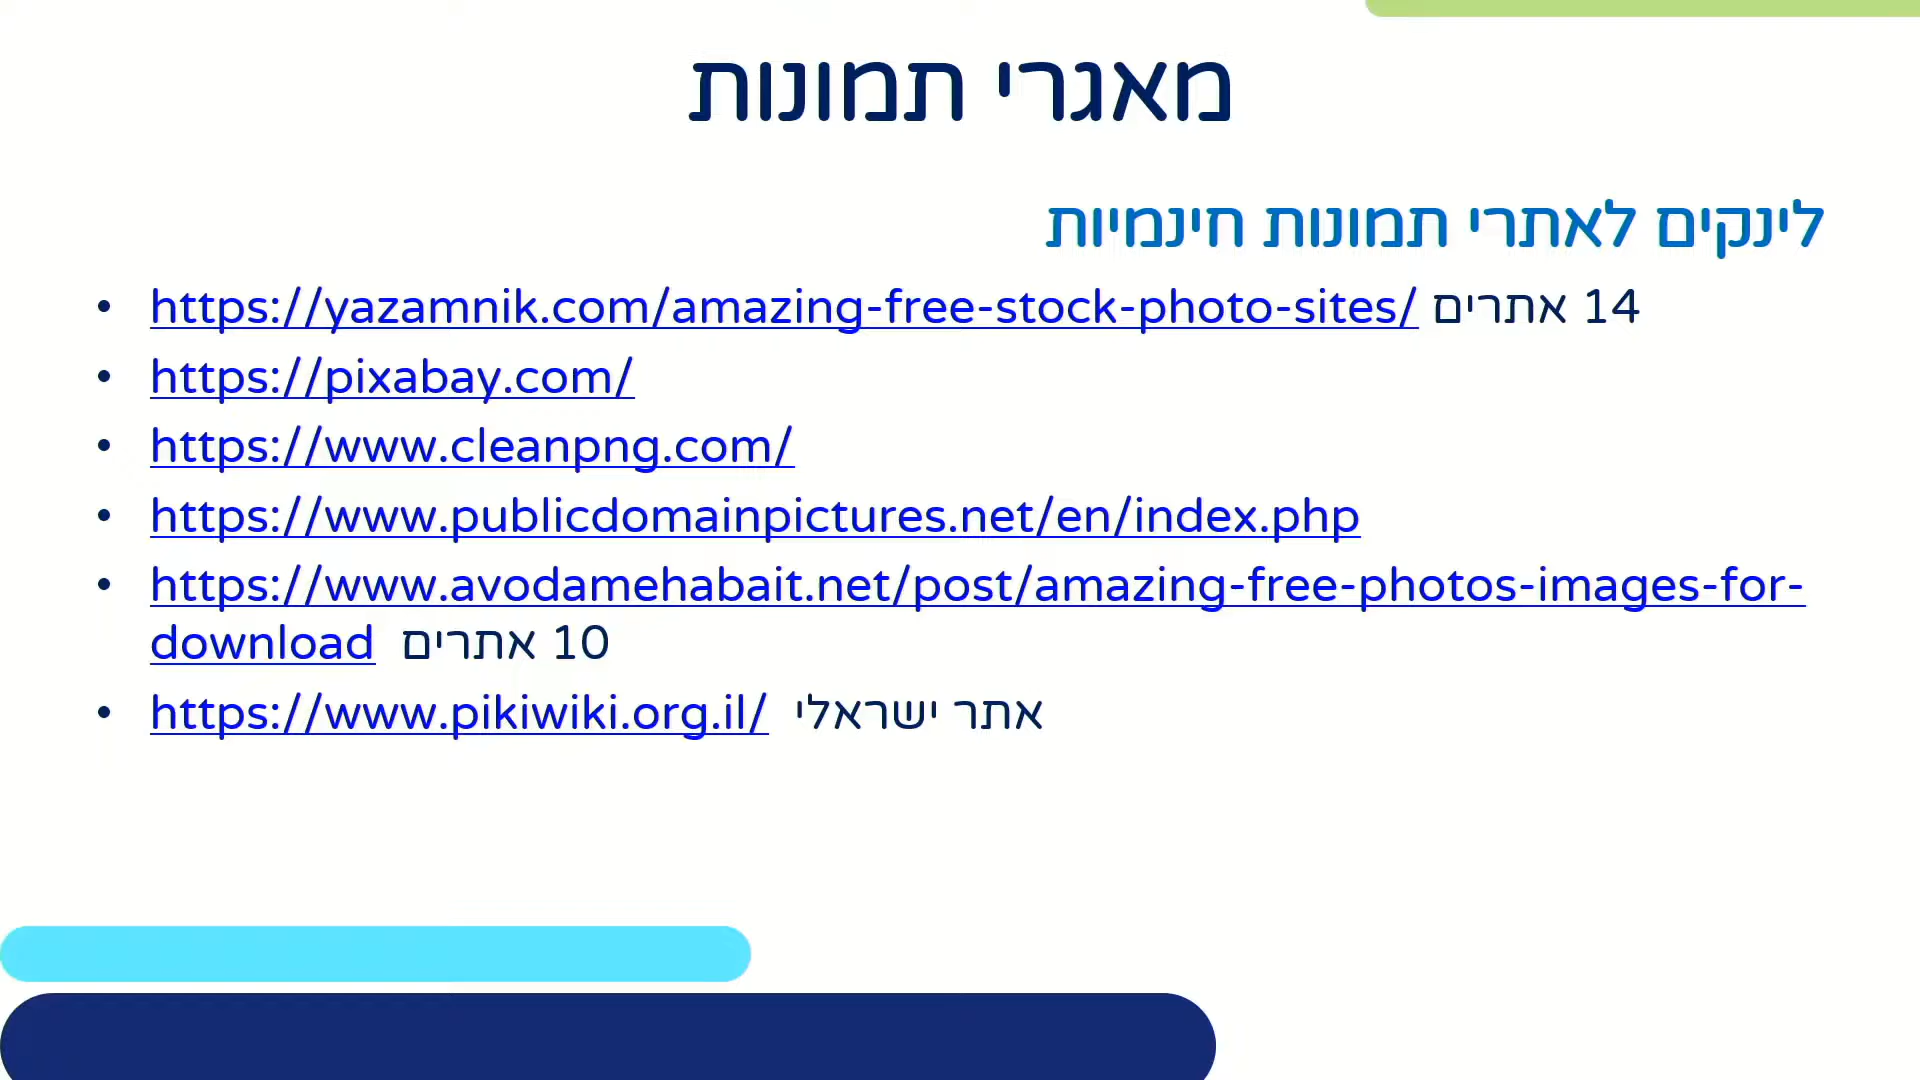 מאגרי תמונות
לינקים לאתרי תמונות חינמיות
• https://yazamnik.com/amazing-free-stock-photo-sites/ 14 אתרים
• https://pixabay.com/
• https://www.cleanpng.com/
• https://www.publicdomainpictures.net/en/index.php
• https://www.avodamehabait.net/post/amazing-free-photos-images-for-
download 10 אתרים
• https://www.pikiwiki.org.il/ אתר ישראלי